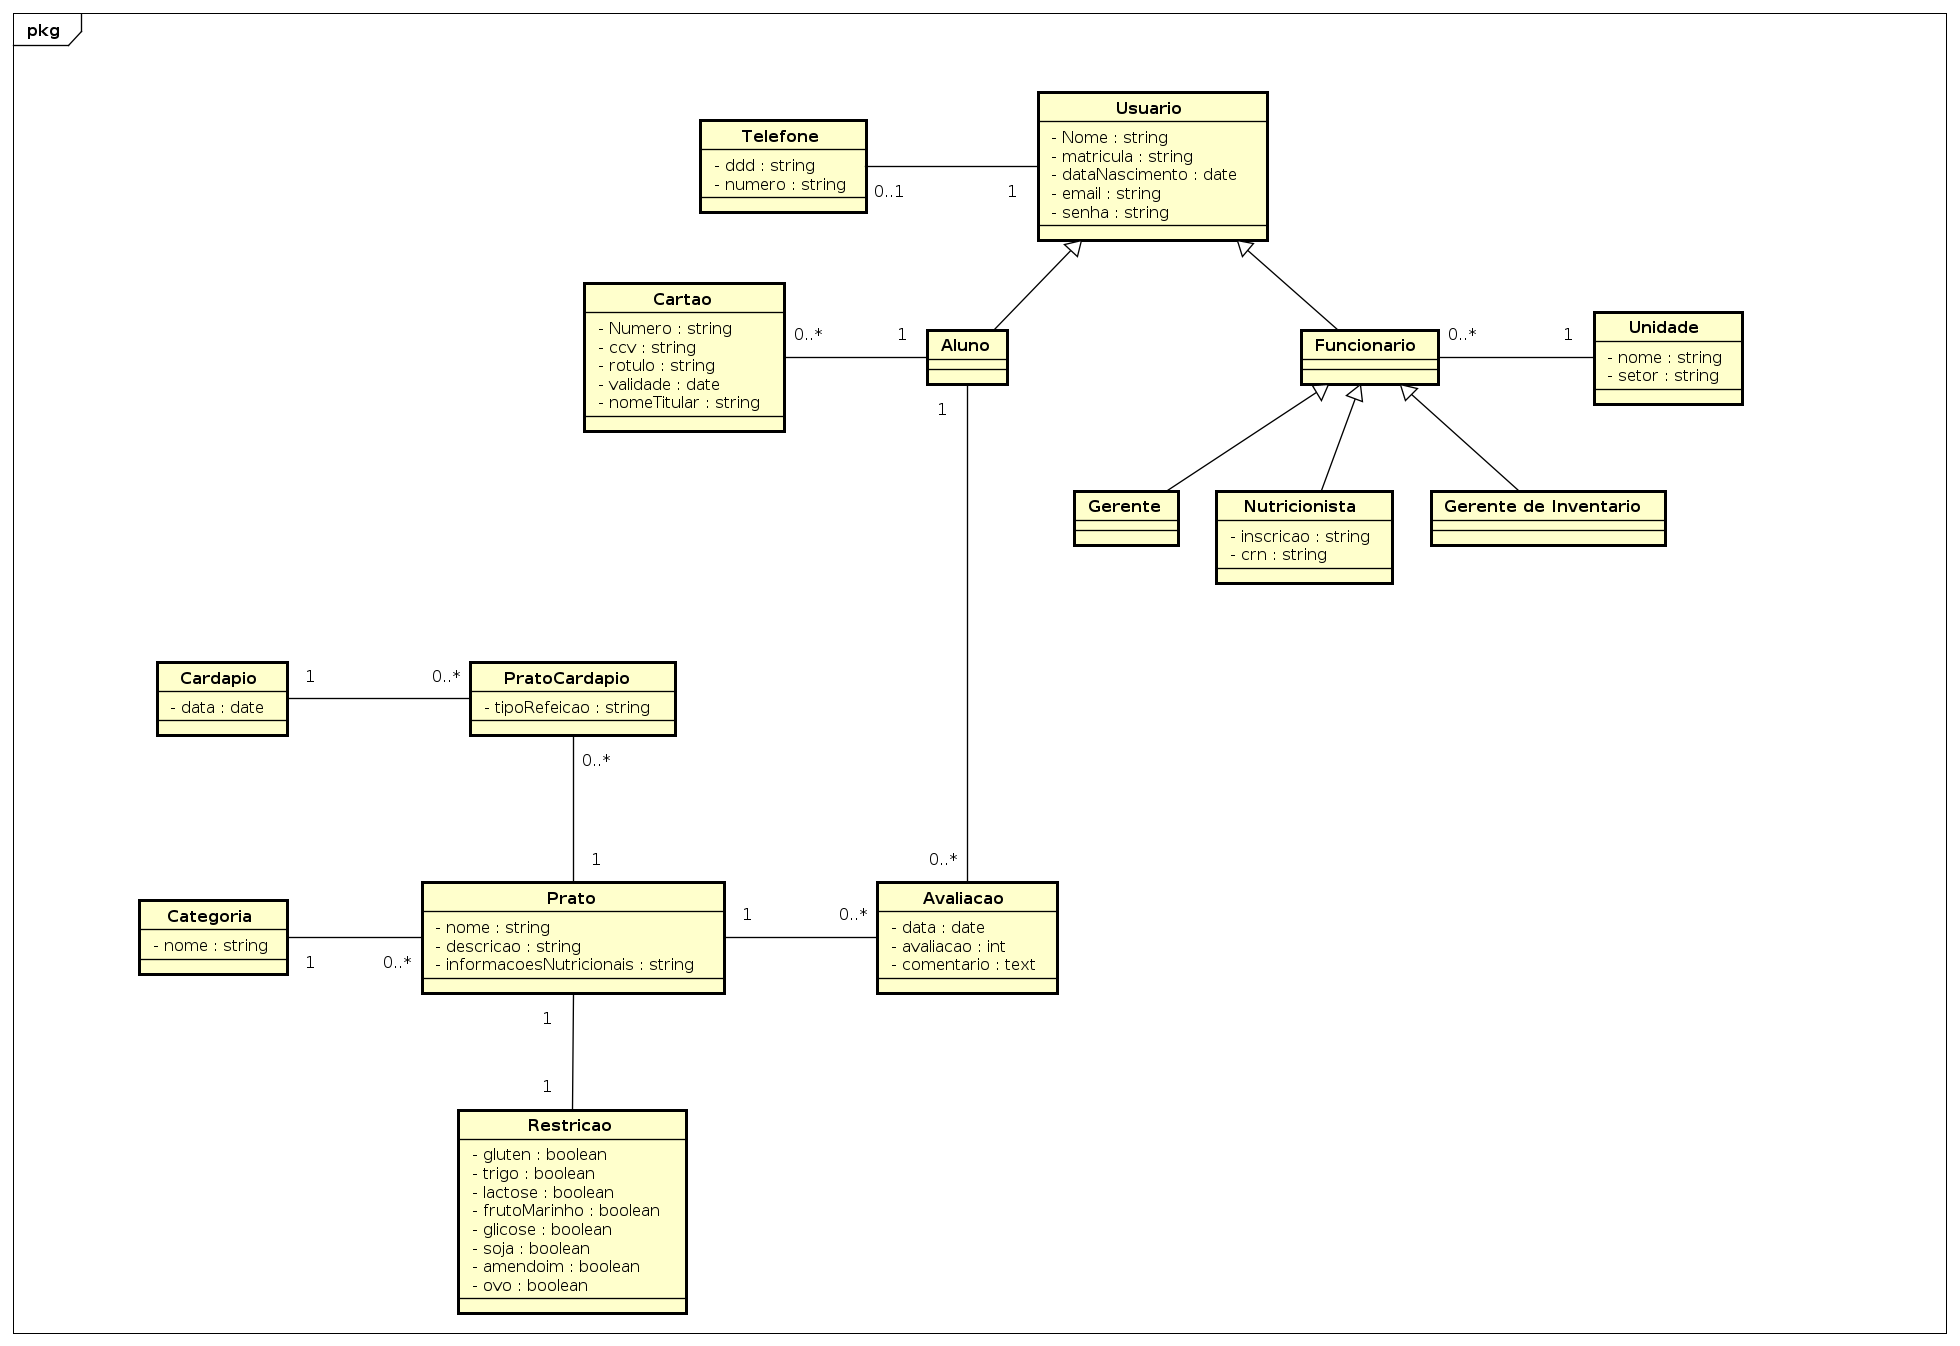 pkg
Usuario
- Nome : string
- matricula : string
- dataNascimento : date
- email : string
- senha : string
Telefone
- ddd : string
- numero : string
0..1
1
Cartao
- Numero : string
- ccv : string
- rotulo : string
- validade : date
- nomeTitular : string
0..*
1
Aluno
1
Funcionario
0..*
1
Unidade
- nome : string
- setor : string
Gerente
Nutricionista
- inscricao : string
- crn : string
Gerente de Inventario
Cardapio
- data : date
1
0..*
PratoCardapio
- tipoRefeicao : string
0..*
1
Categoria
- nome : string
1
0..*
Prato
- nome : string
- descricao : string
- informacoesNutricionais : string
1
0..*
0..*
Avaliacao
- data : date
- avaliacao : int
- comentario : text
1
1
Restricao
- gluten : boolean
- trigo : boolean
- lactose : boolean
- frutoMarinho : boolean
- glicose : boolean
- soja : boolean
- amendoim : boolean
- ovo : boolean